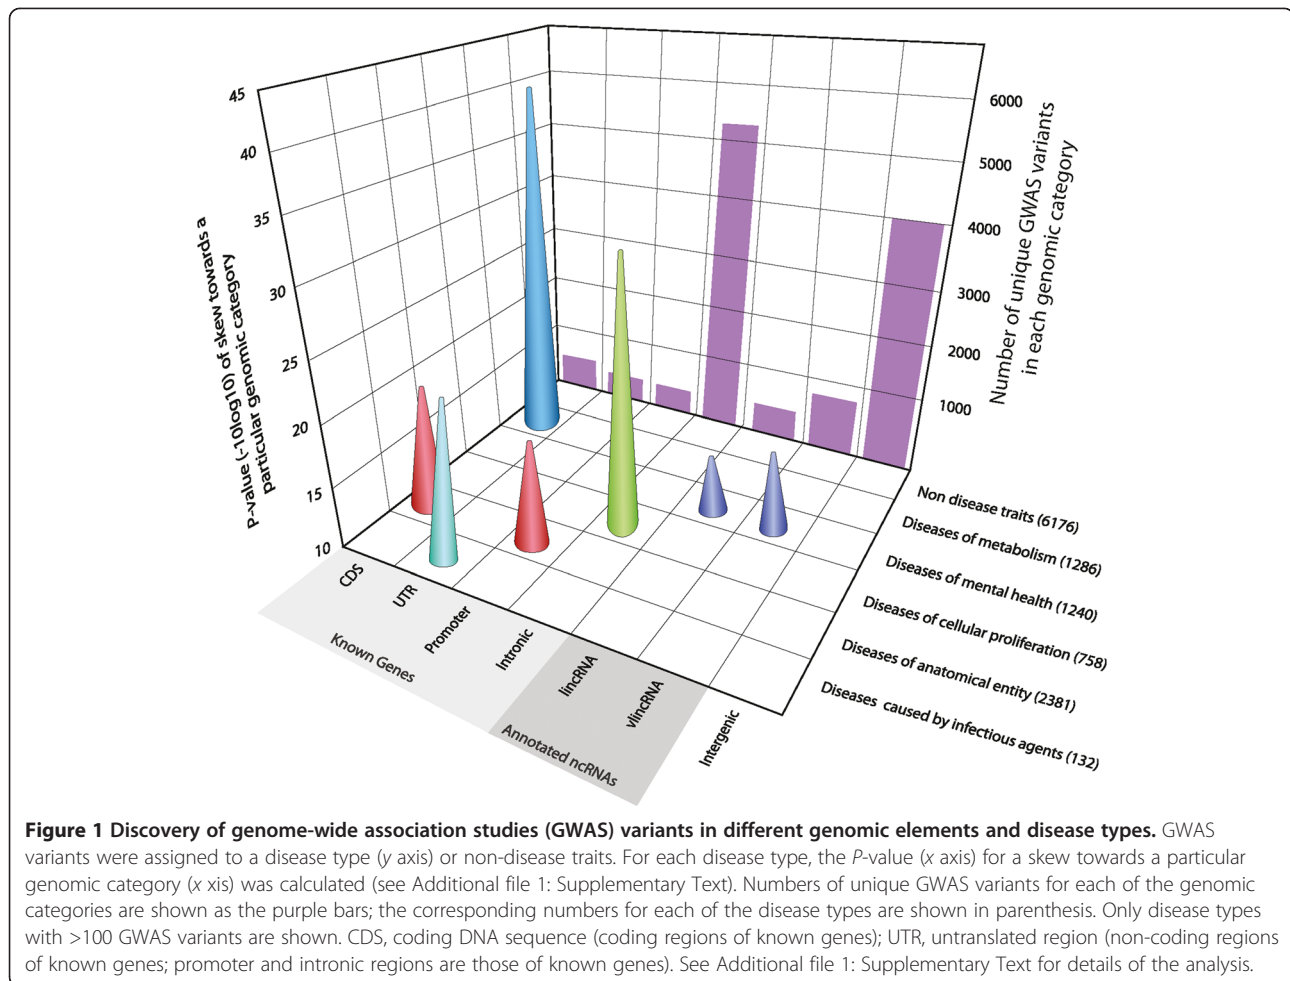 45
40
35
30
25
20
15
10
P-value (-10log10) of skew towards a
particular genomic category
6000
5000
4000
3000
2000
1000
Number of unique GWAS variants
in each genomic category
CDS
UTR
Promoter
Intronic
lincRNA
vlincRNA
Intergenic
Known Genes
Annotated ncRNAs
Non disease traits (6176)
Diseases of metabolism (1286)
Diseases of mental health (1240)
Diseases of cellular proliferation (758)
Diseases of anatomical entity (2381)
Diseases caused by infectious agents (132)
Figure 1 Discovery of genome-wide association studies (GWAS) variants in different genomic elements and disease types. GWAS
variants were assigned to a disease type (y axis) or non-disease traits. For each disease type, the P-value (x axis) for a skew towards a particular
genomic category (x xis) was calculated (see Additional file 1: Supplementary Text). Numbers of unique GWAS variants for each of the genomic
categories are shown as the purple bars; the corresponding numbers for each of the disease types are shown in parenthesis. Only disease types
with >100 GWAS variants are shown. CDS, coding DNA sequence (coding regions of known genes); UTR, untranslated region (non-coding regions
of known genes; promoter and intronic regions are those of known genes). See Additional file 1: Supplementary Text for details of the analysis.